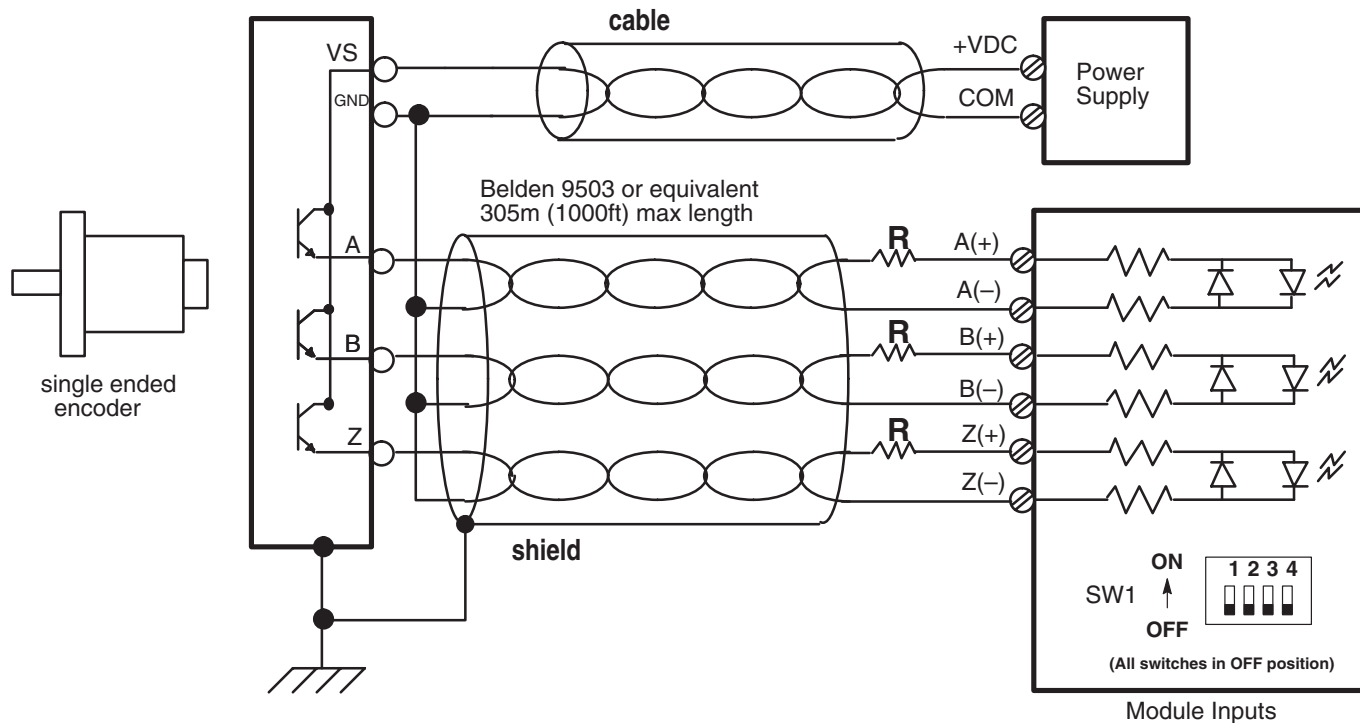 cable
VS
GND
+VDC
COM
Power
Supply
Belden 9503 or equivalent
305m (1000ft) max length
single ended
encoder
A
B
Z
R
A(+)
A(–)
R
B(+)
B(–)
R
Z(+)
Z(–)
shield
ON
SW1
OFF
1 2 3 4
(All switches in OFF position)
Module Inputs